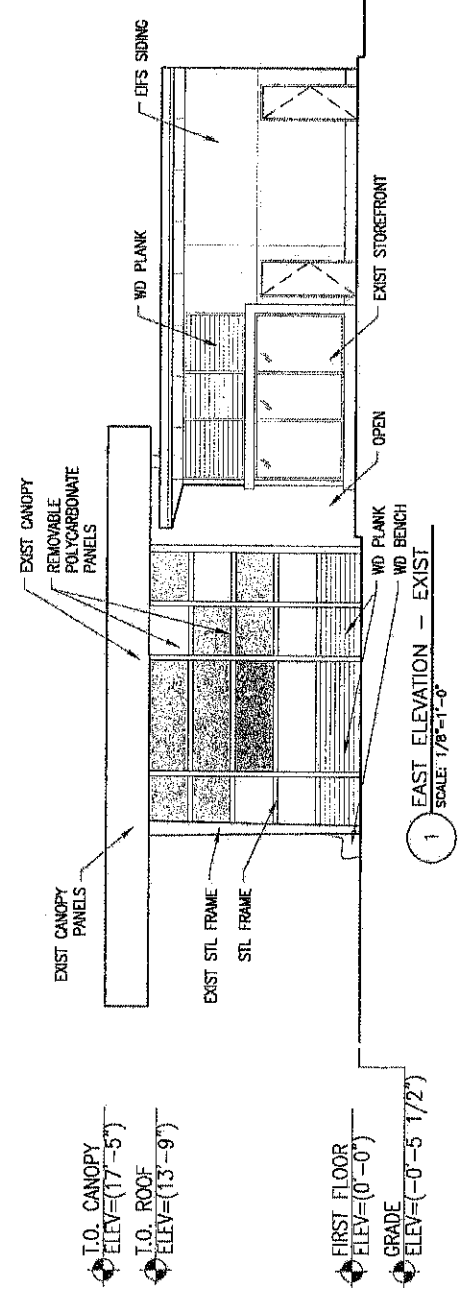 T.O. CANOPY
ELEV=(17'-5")
T.O. ROOF
ELEV=(13'-9")
FIRST FLOOR
ELEV=(0'-0")
GRADE
ELEV=(-0'-5 1/2")
EXIST CANOPY
PANELS
EXIST STL FRAME
STL FRAME
EXIST CANOPY
REMOVABLE
POLYCARBONATE
PANELS
WD PLANK
EIFS SIDING
EXIST STOREFRONT
OPEN
WD PLANK
WD BENCH
1
EAST ELEVATION - EXIST
SCALE: 1/8"=1'-0"